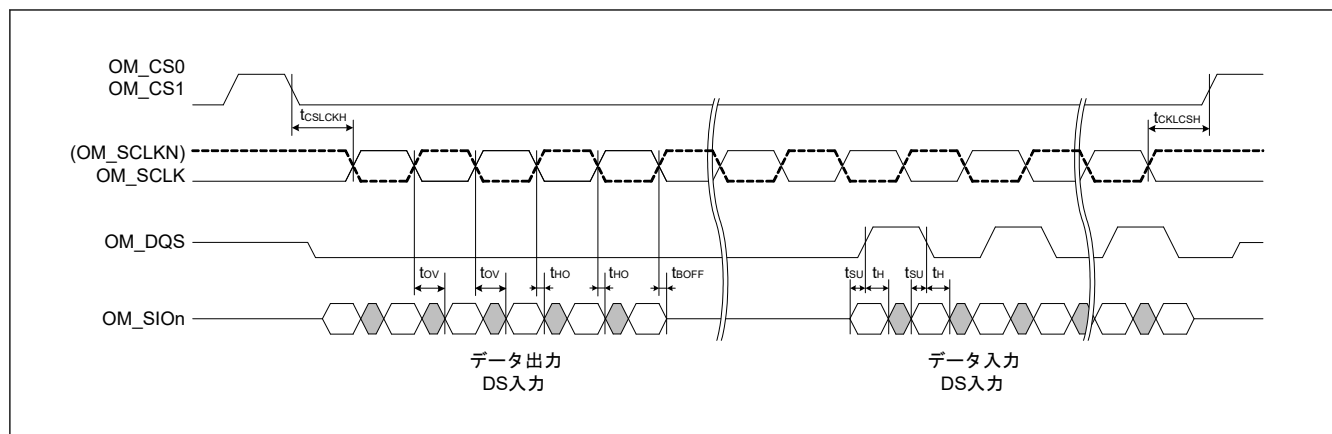 OM_CS0
OM_CS1
tCSLCKH
tCKLCSH
(OM_SCLKN)
OM_SCLK
OM_DQS
tOV
tOV
tHO
tHO
tBOFF
tSU
tH
tSU
tH
OM_SIOn
データ出力
DS入力
データ入力
DS入力